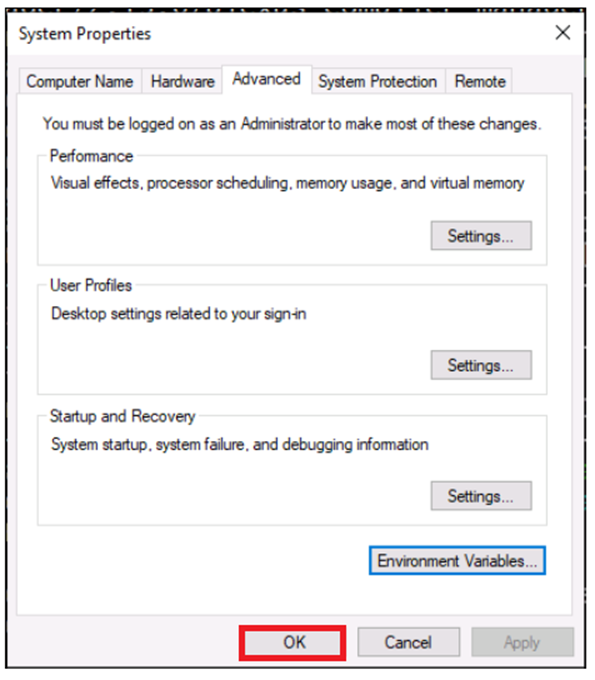 System Properties
Computer Name Hardware Advanced System Protection Remote
You must be logged on as an Administrator to make most of these changes.
Performance
Visual effects, processor scheduling, memory usage, and virtual memory
Settings...
User Profiles
Desktop settings related to your sign-in
Settings...
Startup and Recovery
System startup, system failure, and debugging information
Settings...
Environment Variables...
OK Cancel Apply